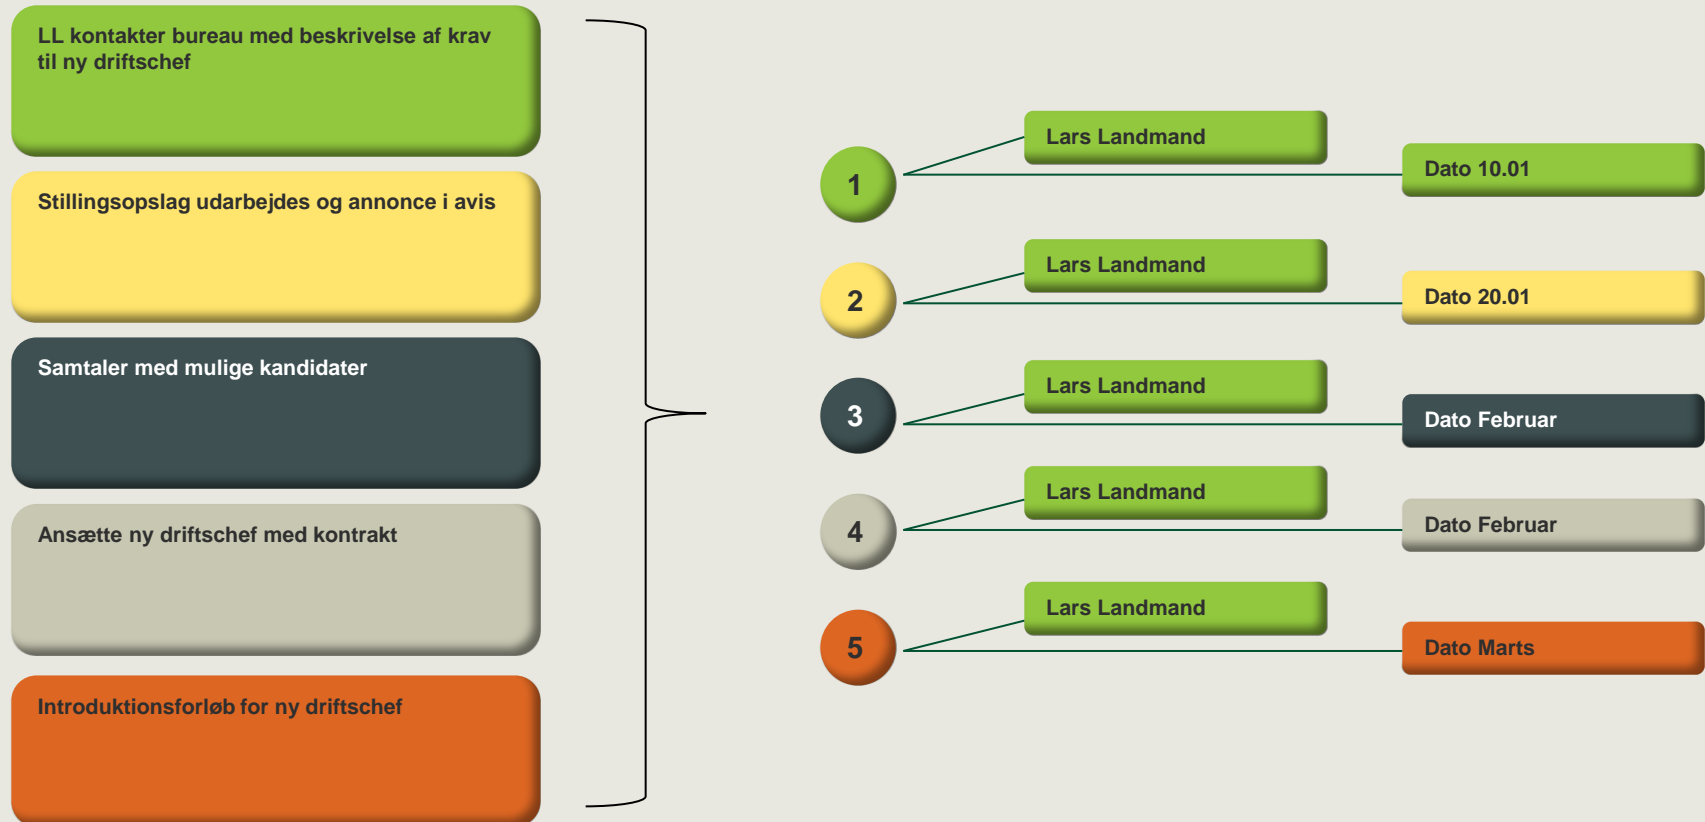 LL kontakter bureau med beskrivelse af krav
til ny driftschef
Stillingsopslag udarbejdes og annonce i avis
Samtaler med mulige kandidater
Ansætte ny driftschef med kontrakt
Introduktionsforløb for ny driftschef
1
Lars Landmand
Dato 10.01
2
Lars Landmand
Dato 20.01
3
Lars Landmand
Dato Februar
4
Lars Landmand
Dato Februar
5
Lars Landmand
Dato Marts